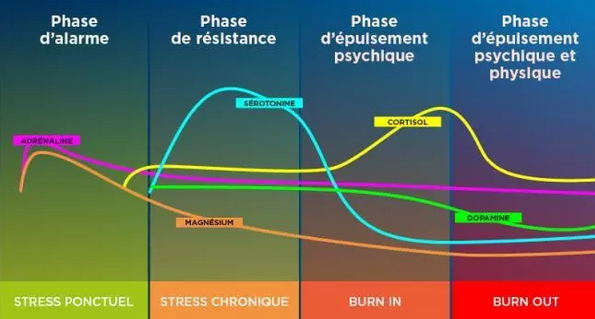 Phase
d'alarme
Phase
de résistance
Phase
d'épuisement
psychique
Phase
d'épuisement
psychique et
physique
ADRÉNALINE
SÉROTONINE
CORTISOL
MAGNÉSIUM
DOPAMINE
STRESS PONCTUEL
STRESS CHRONIQUE
BURN IN
BURN OUT